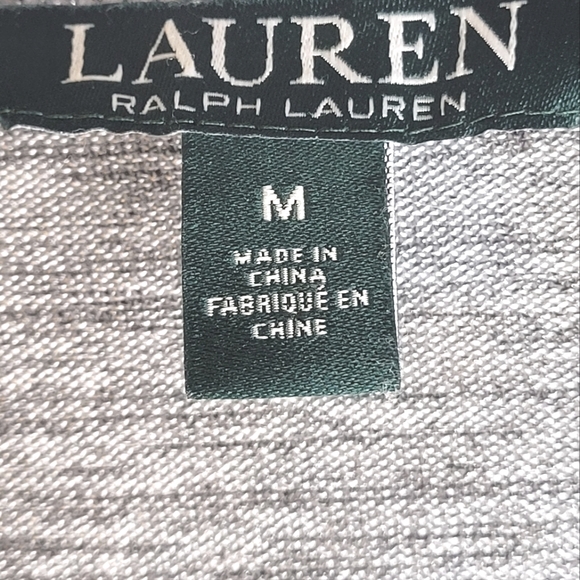 LAUREN
RALPH LAUREN
M
MADE IN
CHINA
FABRIQUÉ EN
CHINE